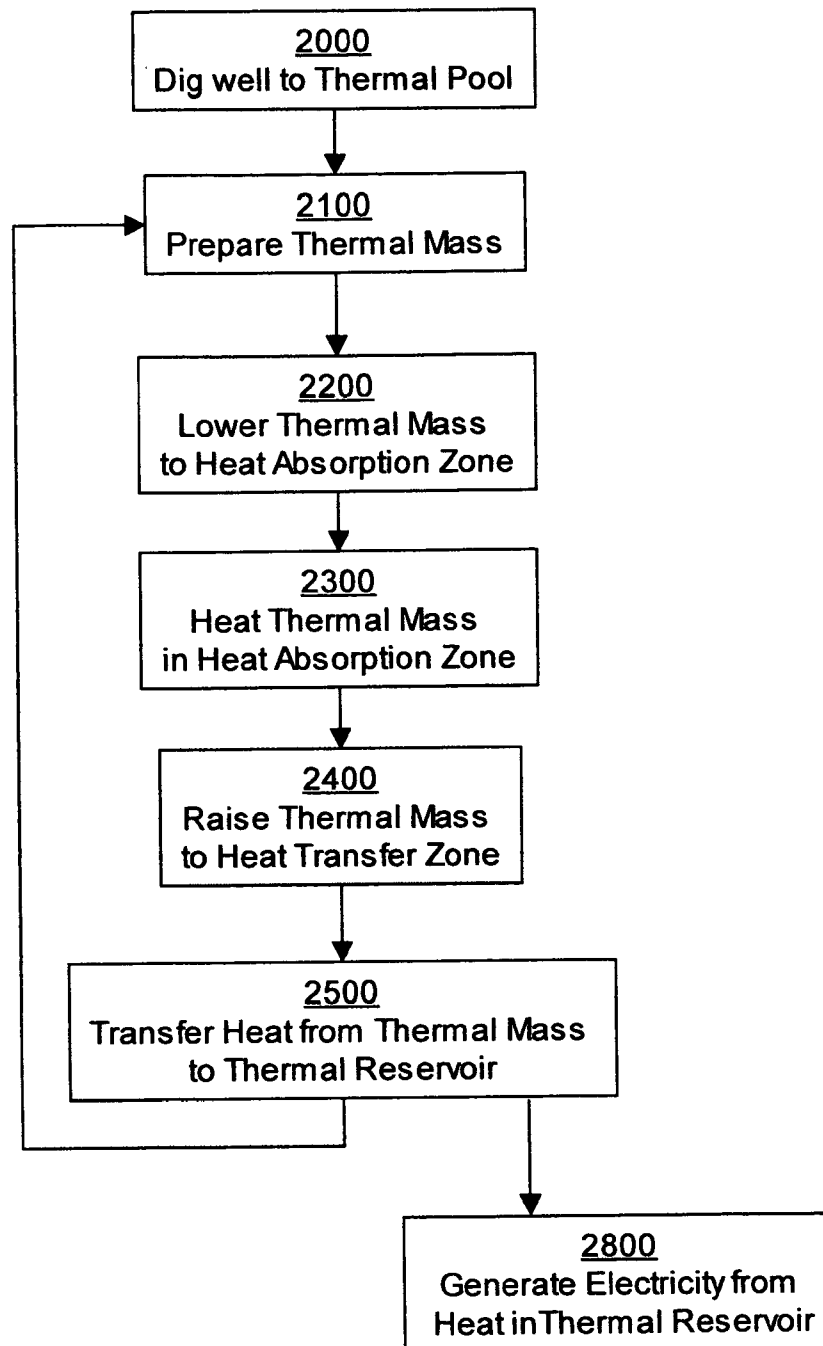 2000
Dig well to Thermal Pool
2100
Prepare Thermal Mass
2200
Lower Thermal Mass
to Heat Absorption Zone
2300
Heat Thermal Mass
in Heat Absorption Zone
2400
Raise Thermal Mass
to Heat Transfer Zone
2500
Transfer Heat from Thermal Mass
to Thermal Reservoir
2800
Generate Electricity from
Heat in Thermal Reservoir